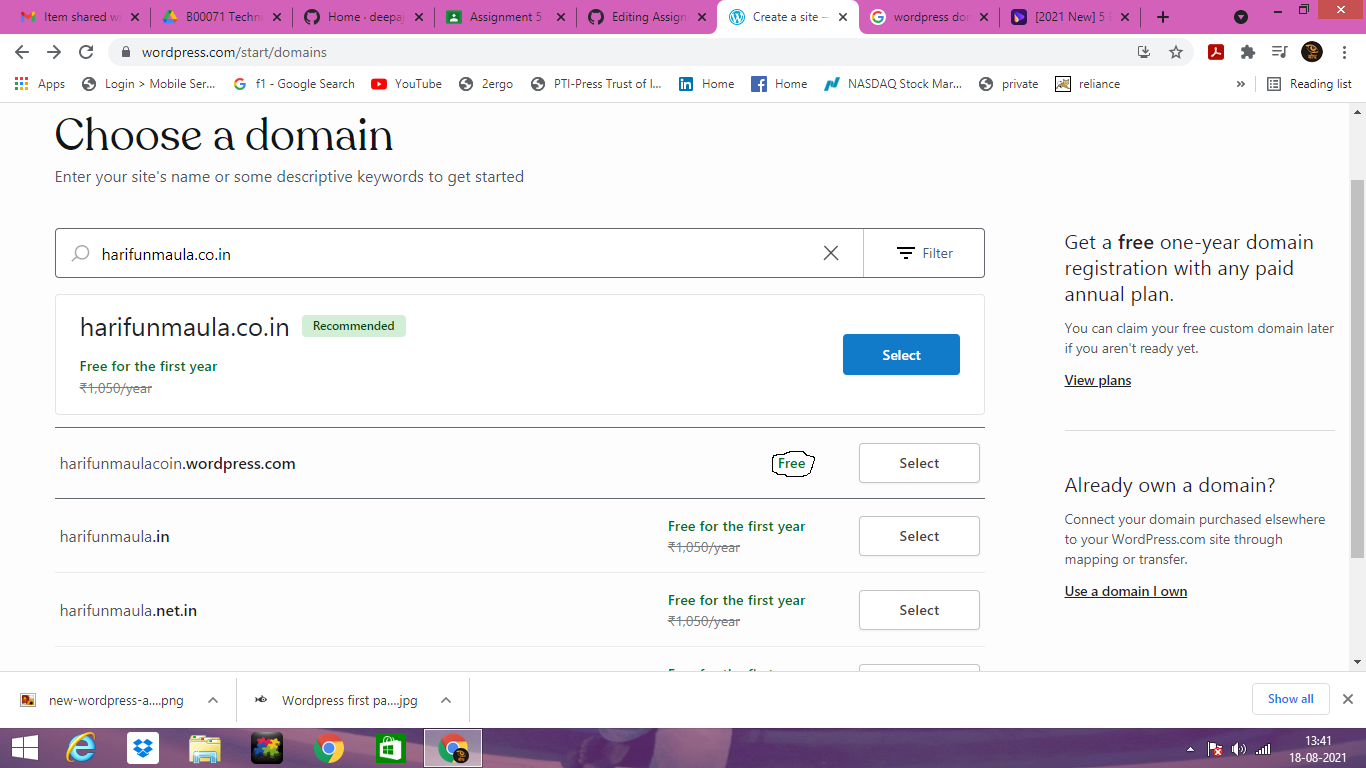 Item shared w
B00071 Techni
Home · deepaj
Assignment 5
Editing Assign
Create a site —
wordpress dom
[2021 New] 5
wordpress.com/start/domains
Apps
Login > Mobile Ser...
f1 - Google Search
YouTube
2ergo
PTI-Press Trust of I...
Home
Home
NASDAQ Stock Mar...
private
reliance
»
Reading list
Choose a domain
Enter your site's name or some descriptive keywords to get started
harifunmaula.co.in
Filter
harifunmaula.co.in
Recommended
Free for the first year
₹1,050/year
Select
harifunmaulacoin.wordpress.com
Free
Select
harifunmaula.in
Free for the first year
₹1,050/year
Select
harifunmaula.net.in
Free for the first year
₹1,050/year
Select
Get a free one-year domain
registration with any paid
annual plan.
You can claim your free custom domain later
if you aren't ready yet.
View plans
Already own a domain?
Connect your domain purchased elsewhere
to your WordPress.com site through
mapping or transfer.
Use a domain I own
new-wordpress-a....png
Wordpress first pa....jpg
Show all
13:41
18-08-2021